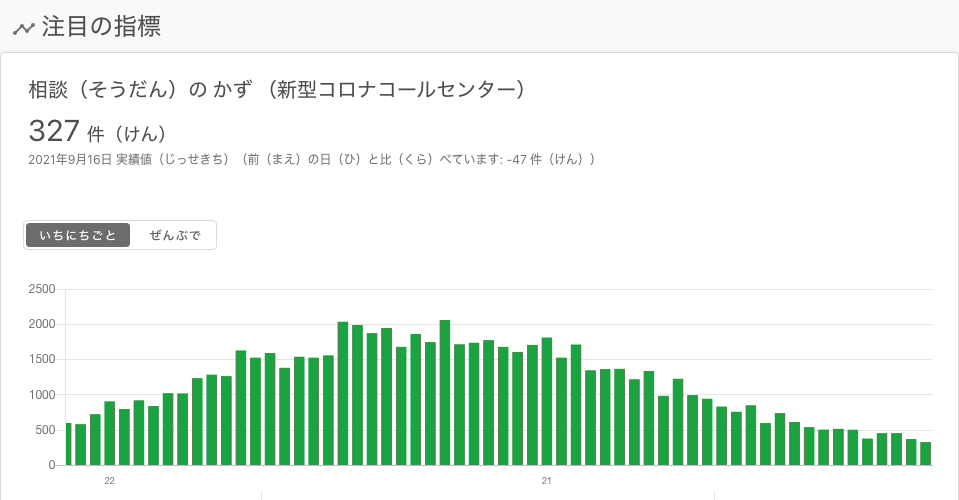 注目の指標
相談（そうだん）の かず （新型コロナコールセンター）
327 件（けん）
2021年9月16日 実績値（じっせきち）（前（まえ）の日（ひ）と比（くら）べています: -47 件（けん））
いちにちごと ぜんぶで
2500
2000
1500
1000
500
0
22 21